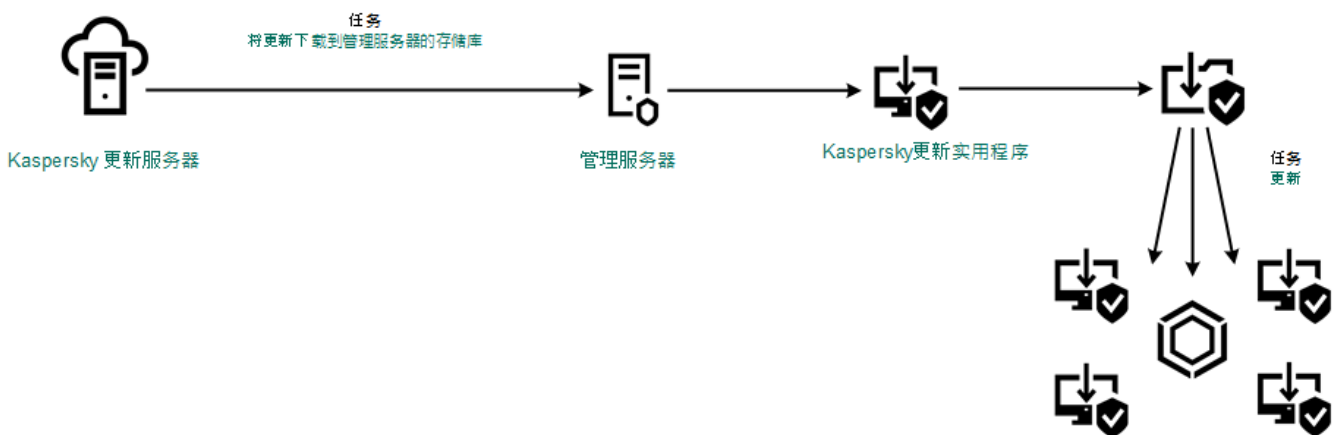 任务
将更新下载到管理服务器的存储库
Kaspersky 更新服务器
管理服务器
Kaspersky更新实用程序
任务
更新